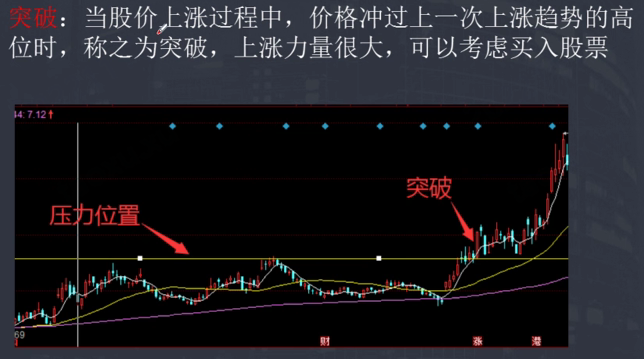 突破：当股价上涨过程中，价格冲过上一次上涨趋势的高
位时，称之为突破，上涨力量很大，可以考虑买入股票
44: 7.12↑
突破
压力位置
69
财
涨
港